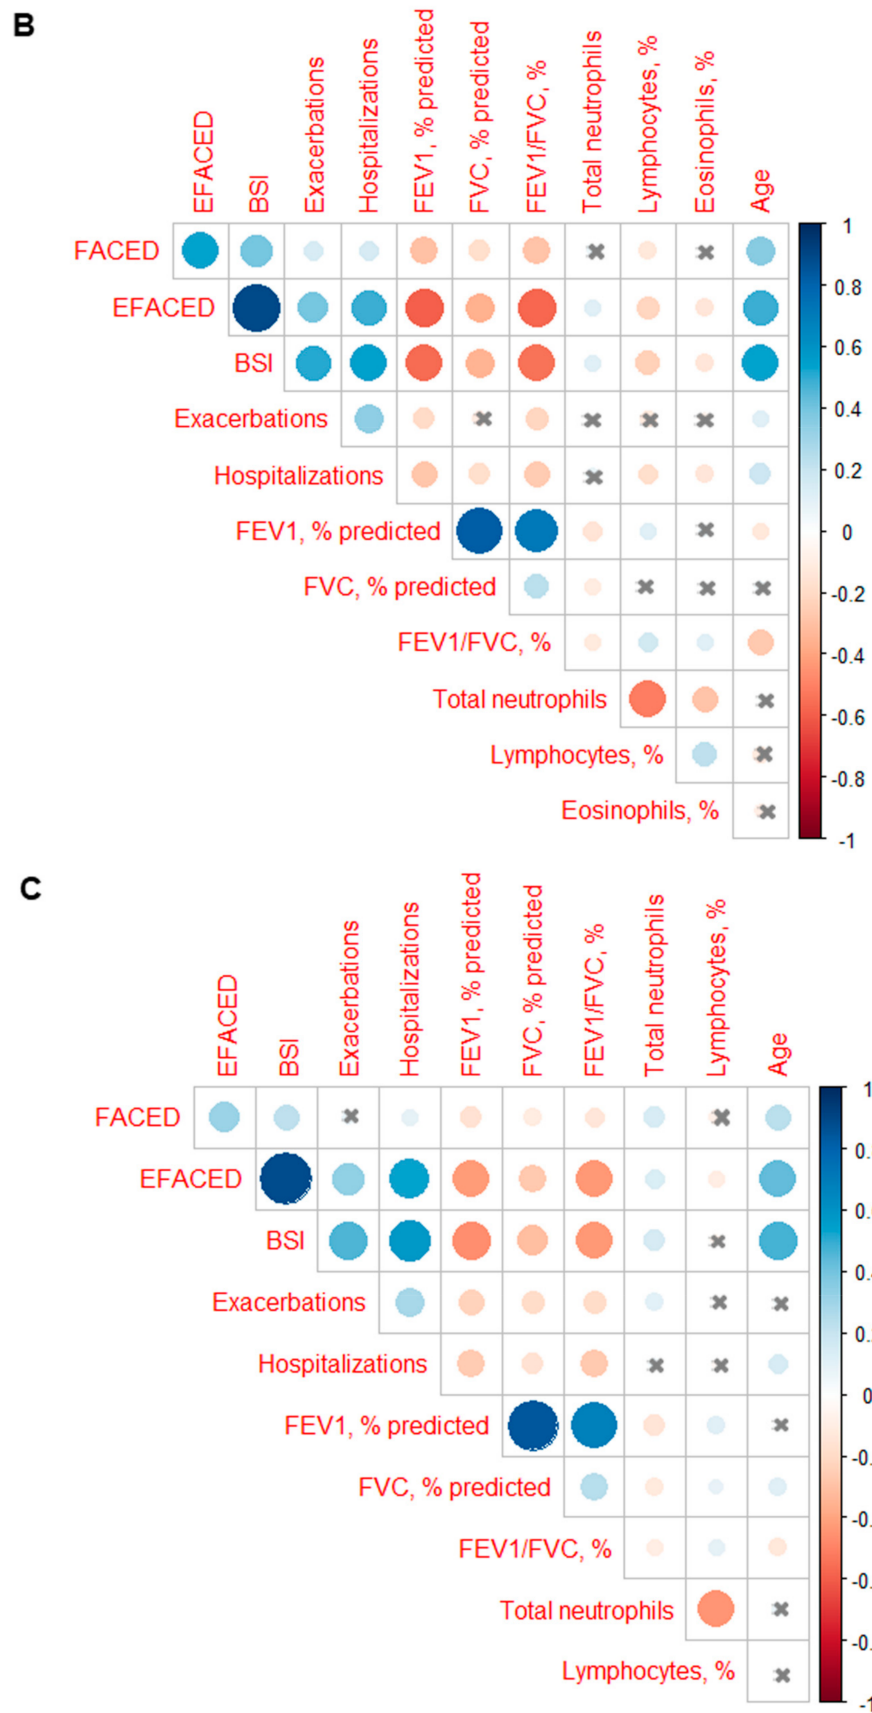 B
EFACED
BSI
Exacerbations
Hospitalizations
FEV1, % predicted
FVC, % predicted
FEV1/FVC, %
Total neutrophils
Lymphocytes, %
Eosinophils, %
Age
FACED
EFACED
BSI
Exacerbations
Hospitalizations
FEV1, % predicted
FVC, % predicted
FEV1/FVC, %
Total neutrophils
Lymphocytes, %
Eosinophils, %
1
0.8
0.6
0.4
0.2
0
-0.2
-0.4
-0.6
-0.8
-1
C
EFACED
BSI
Exacerbations
Hospitalizations
FEV1, % predicted
FVC, % predicted
FEV1/FVC, %
Total neutrophils
Lymphocytes, %
Age
FACED
EFACED
BSI
Exacerbations
Hospitalizations
FEV1, % predicted
FVC, % predicted
FEV1/FVC, %
Total neutrophils
Lymphocytes, %
1
0
-1